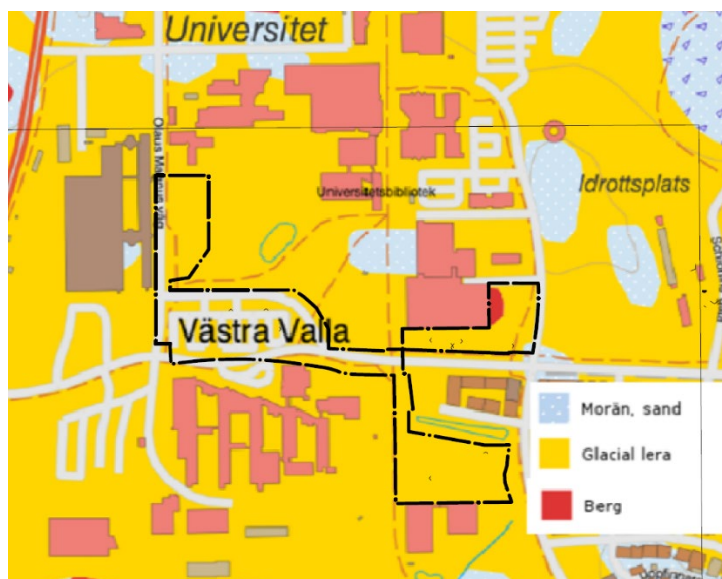 Universitet
Olaus Magnus väg
Universitetsbibliotek
Idrottsplats
Västra Valla
Morän, sand
Glacial lera
Berg